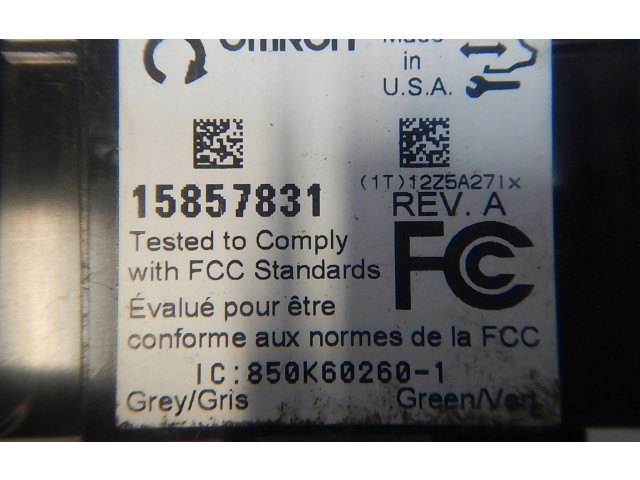 OMRON
Made
in
U.S.A.
(1T)12Z5A271x
15857831
REV. A
FC
Tested to Comply
with FCC Standards
Évalué pour être
conforme aux normes de la FCC
IC:850K60260-1
Grey/Gris
Green/Vert